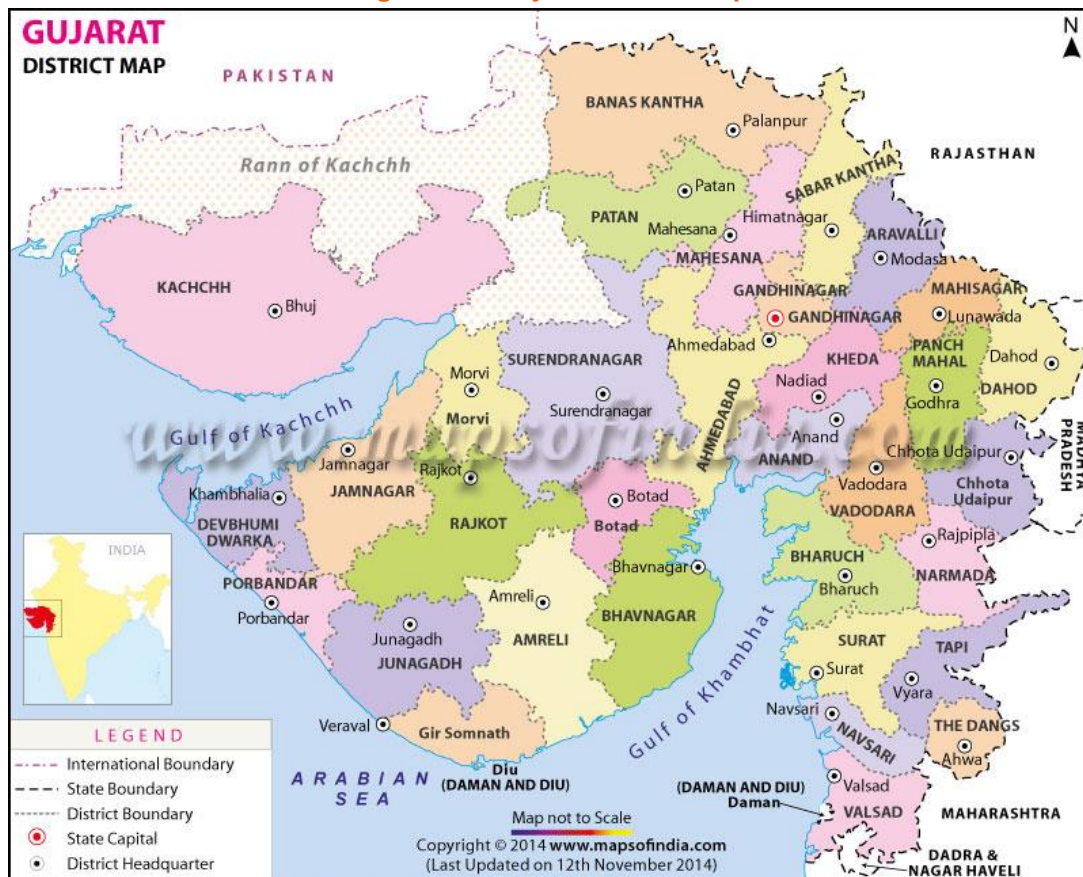 GUJARAT
DISTRICT MAP
N
PAKISTAN
Rann of Kachchh
BANAS KANTHA
Palanpur
RAJASTHAN
SABAR KANTHA
Patan
PATAN
Himatnagar
Mahesana
MAHESANA
ARAVALLI
Modasa
KACHCHH
Bhuj
GANDHINAGAR
GANDHINAGAR
MAHISAGAR
Lunawada
Ahmedabad
AHMEDABAD
SURENDRANAGAR
Surendranagar
KHEDA
Nadiad
PANCH
MAHAL
Godhra
Dahod
DAHOD
Morvi
Morvi
Gulf of Kachchh
www.mapsofindia.com
Anand
ANAND
MADHYA
PRADESH
Jamnagar
JAMNAGAR
Rajkot
RAJKOT
Chhota Udaipur
Chhota
Udaipur
Vadodara
VADODARA
Khambhalia
DEVBHUMI
DWARKA
Botad
Botad
Rajpipla
NARMADA
BHARUCH
Bharuch
INDIA
PORBANDAR
Porbandar
Bhavnagar
BHAVNAGAR
Amreli
AMRELI
Junagadh
JUNAGADH
SURAT
Surat
TAPI
Vyara
Gulf of Khambhat
Veraval
Gir Somnath
Navsari
NAVSARI
THE DANGS
Ahwa
LEGEND
International Boundary
State Boundary
District Boundary
State Capital
District Headquarter
ARABIAN
SEA
Diu
(DAMAN AND DIU)
(DAMAN AND DIU)
Daman
Valsad
VALSAD
MAHARASHTRA
DADRA &
NAGAR HAVELI
Map not to Scale
Copyright © 2014 www.mapsofindia.com
(Last Updated on 12th November 2014)